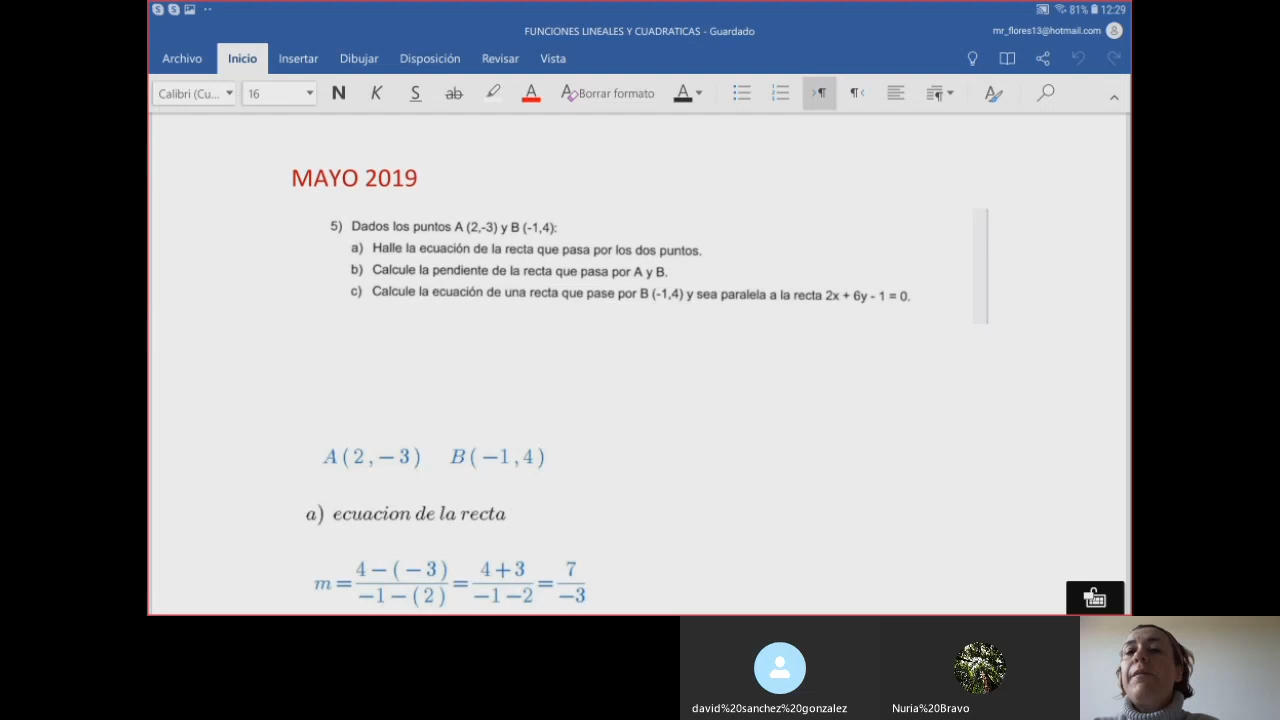 81% 12:29
FUNCIONES LINEALES Y CUADRATICAS - Guardado
mr_flores13@hotmail.com
Archivo Inicio Insertar Dibujar Disposición Revisar Vista
Calibri (Cu... 16 N K S ab A Borrar formato A
MAYO 2019
5) Dados los puntos A (2,-3) y B (-1,4):
a) Halle la ecuación de la recta que pasa por los dos puntos.
b) Calcule la pendiente de la recta que pasa por A y B.
c) Calcule la ecuación de una recta que pase por B (-1,4) y sea paralela a la recta 2x + 6y - 1 = 0.
A ( 2 , − 3 ) B ( −1 , 4 )
a) ecuacion de la recta
m = \frac{4 − ( − 3 )}{−1 − ( 2 )} = \frac{4 + 3}{−1 − 2} = \frac{7}{−3}
david%20sanchez%20gonzalez
Nuria%20Bravo